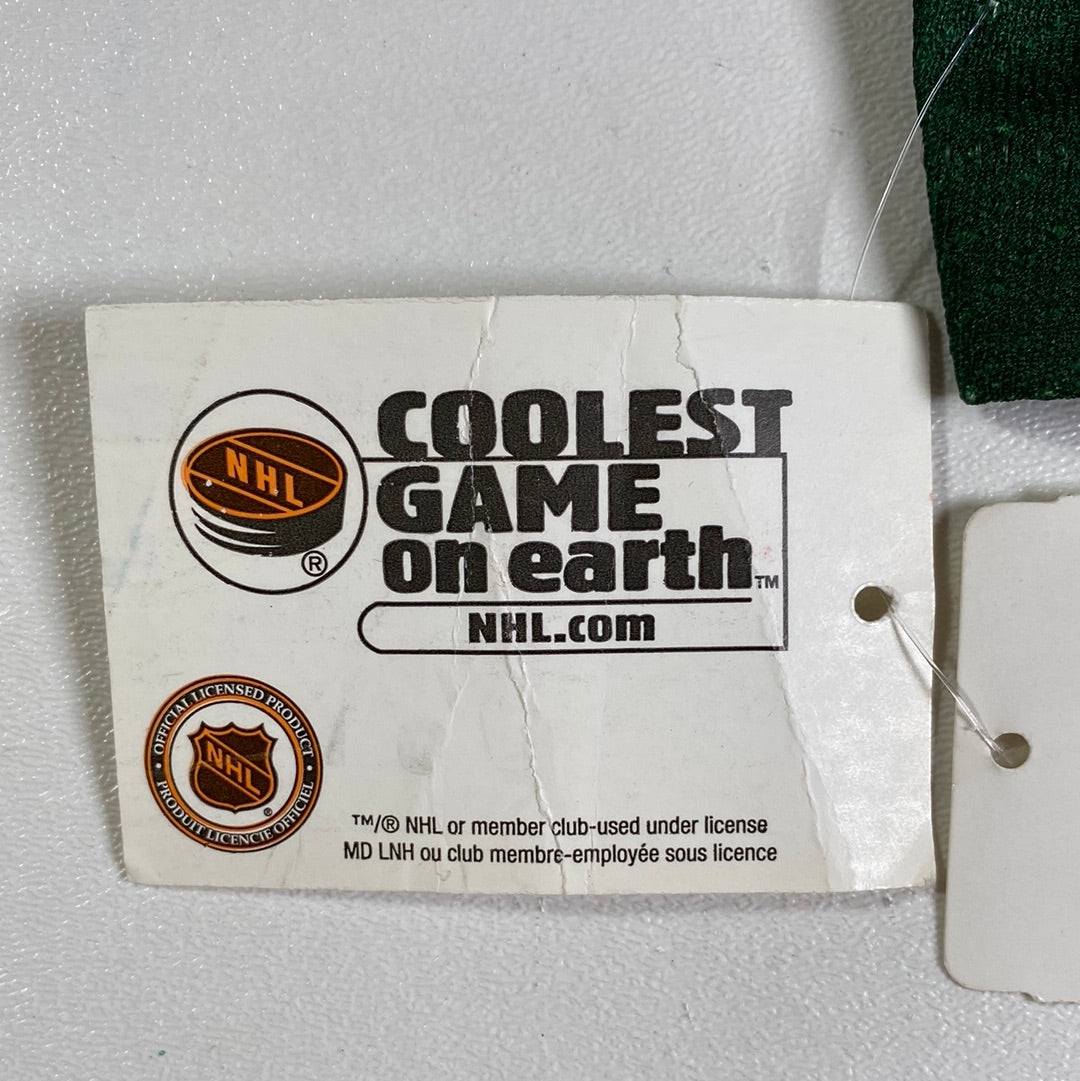 NHL
®
COOLEST
GAME
on earth™
NHL.com
• OFFICIAL LICENSED PRODUCT •
NHL
®
PRODUIT LICENCIE OFFICIEL
™/® NHL or member club-used under license
MD LNH ou club membre-employée sous licence